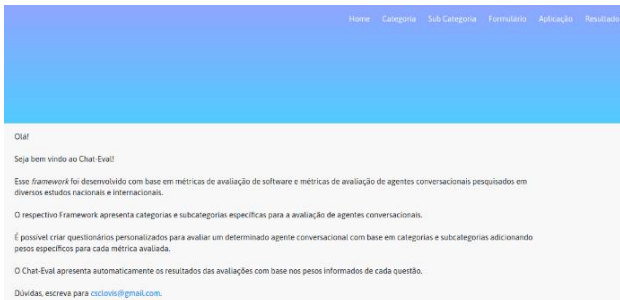 Home Categoria Sub Categoria Formulário Aplicação Resultado
Ola!
Seja bem vindo ao Chat-Eval!
Esse framework foi desenvolvido com base em métricas de avaliação de software e métricas de avaliação de agentes conversacionais pesquisados em
diversos estudos nacionais e internacionais.
O respectivo Framework apresenta categorias e subcategorias específicas para a avaliação de agentes conversacionais.
É possível criar questionários personalizados para avaliar um determinado agente conversacional com base em categorias e subcategorias adicionando
pesos específicos para cada métrica avaliada.
O Chat-Eval apresenta automaticamente os resultados das avaliações com base nos pesos informados de cada questão.
Dúvidas, escreva para csclovis@gmail.com.